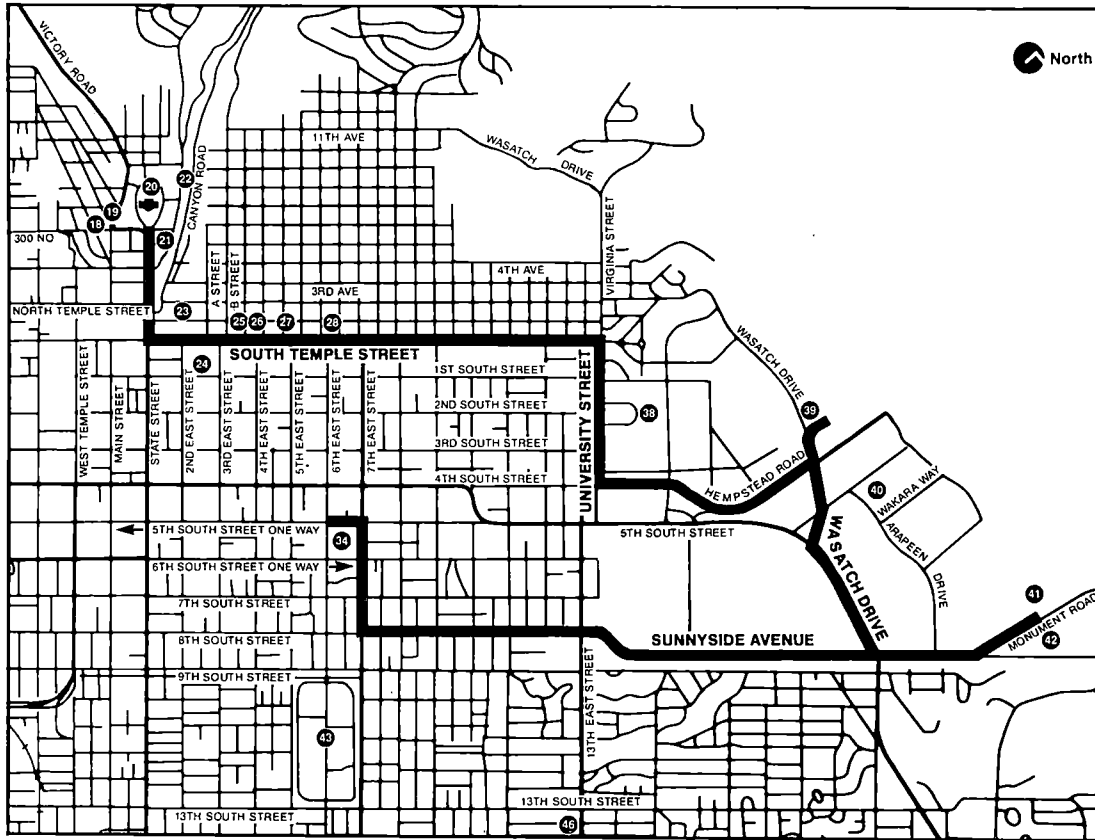 VICTORY ROAD
North
11TH AVE
WASATCH DRIVE
22
CANYON ROAD
20
19
18
300 NO
21
A STREET
B STREET
4TH AVE
3RD AVE
VIRGINIA STREET
NORTH TEMPLE STREET
23
25
26
27
28
SOUTH TEMPLE STREET
WASATCH DRIVE
24
WEST TEMPLE STREET
MAIN STREET
STATE STREET
2ND EAST STREET
3RD EAST STREET
4TH EAST STREET
5TH EAST STREET
6TH EAST STREET
7TH EAST STREET
1ST SOUTH STREET
2ND SOUTH STREET
3RD SOUTH STREET
4TH SOUTH STREET
UNIVERSITY STREET
38
39
HEMPSTEAD ROAD
40
WAKARA WAY
ARAPEEN DRIVE
5TH SOUTH STREET ONE WAY
34
6TH SOUTH STREET ONE WAY
5TH SOUTH STREET
WASATCH DRIVE
7TH SOUTH STREET
8TH SOUTH STREET
SUNNYSIDE AVENUE
41
MONUMENT ROAD
42
9TH SOUTH STREET
43
13TH EAST STREET
13TH SOUTH STREET
13TH SOUTH STREET
46